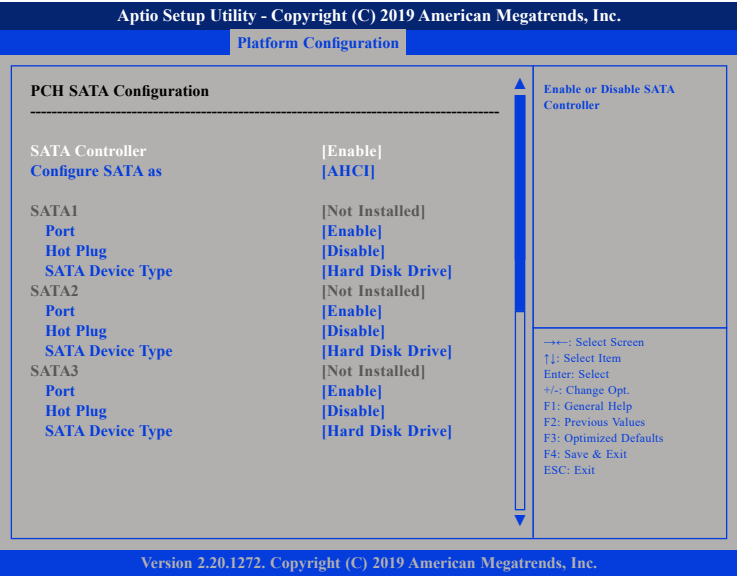 Aptio Setup Utility - Copyright (C) 2019 American Megatrends, Inc.
Platform Configuration
PCH SATA Configuration
SATA Controller [Enable]
Configure SATA as [AHCI]
SATA1 [Not Installed]
Port [Enable]
Hot Plug [Disable]
SATA Device Type [Hard Disk Drive]
SATA2 [Not Installed]
Port [Enable]
Hot Plug [Disable]
SATA Device Type [Hard Disk Drive]
SATA3 [Not Installed]
Port [Enable]
Hot Plug [Disable]
SATA Device Type [Hard Disk Drive]
Enable or Disable SATA
Controller
→←: Select Screen
↑↓: Select Item
Enter: Select
+/-: Change Opt.
F1: General Help
F2: Previous Values
F3: Optimized Defaults
F4: Save & Exit
ESC: Exit
Version 2.20.1272. Copyright (C) 2019 American Megatrends, Inc.